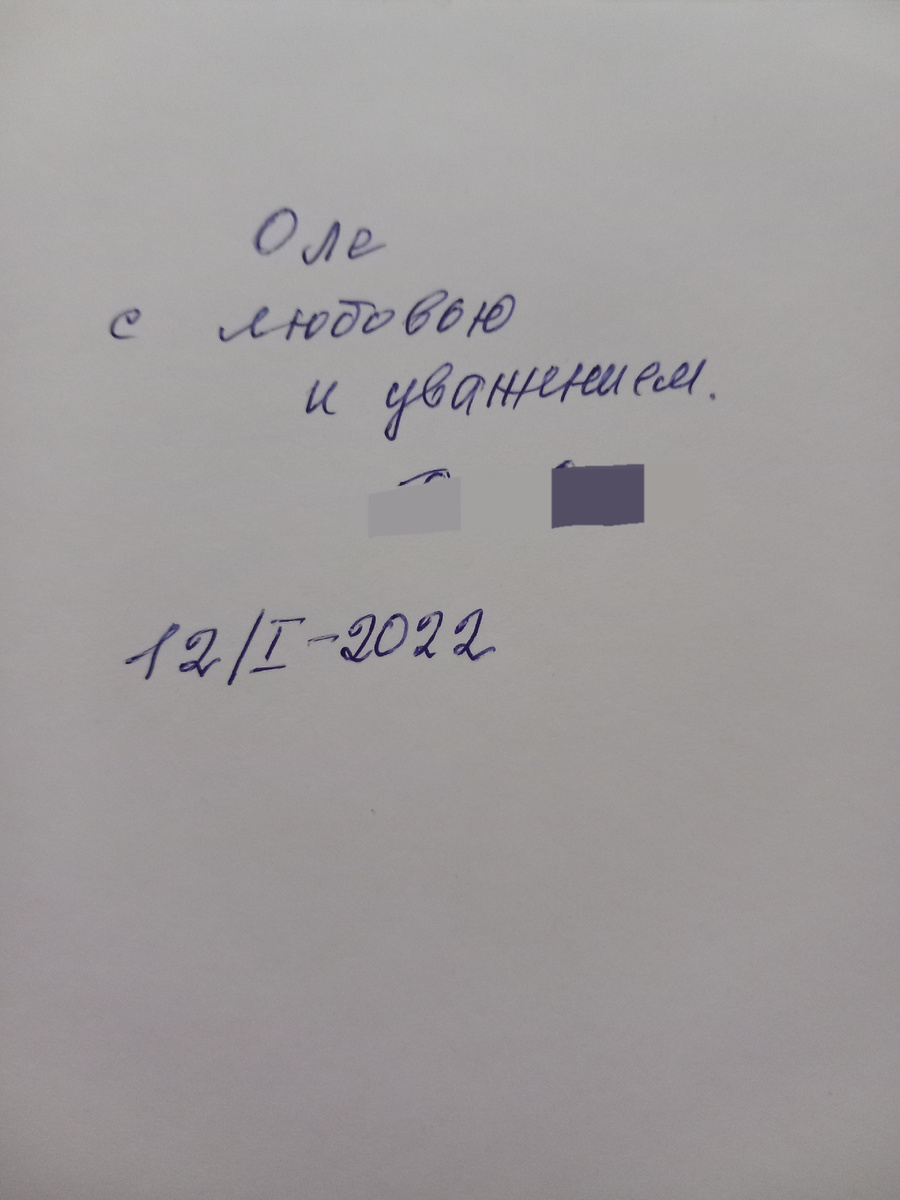 Оле
с любовью
и уважением.
12/I-2022